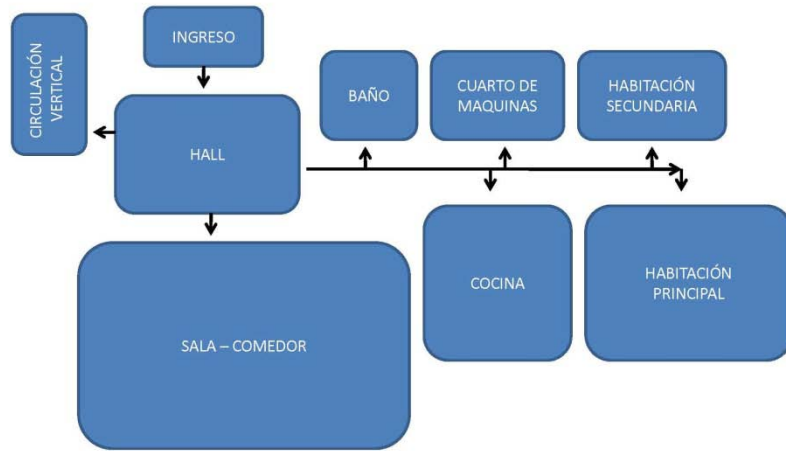 INGRESO
CIRCULACIÓN
VERTICAL
HALL
BAÑO
CUARTO DE
MAQUINAS
HABITACIÓN
SECUNDARIA
SALA – COMEDOR
COCINA
HABITACIÓN
PRINCIPAL